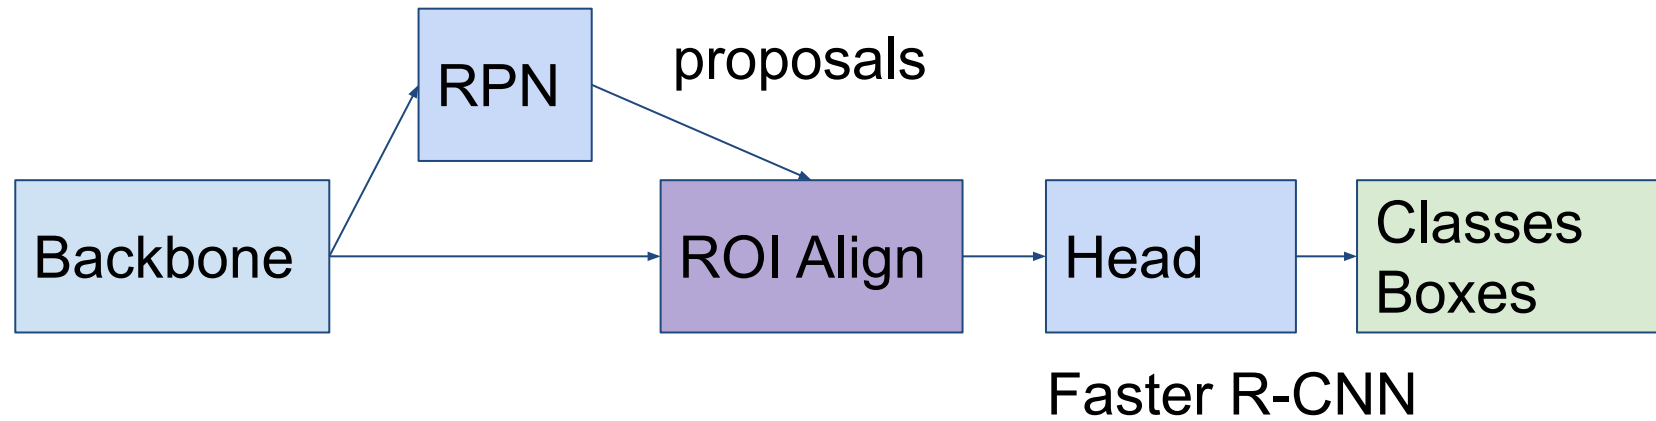 RPN
proposals
Backbone
ROI Align
Head
Classes
Boxes
Faster R-CNN